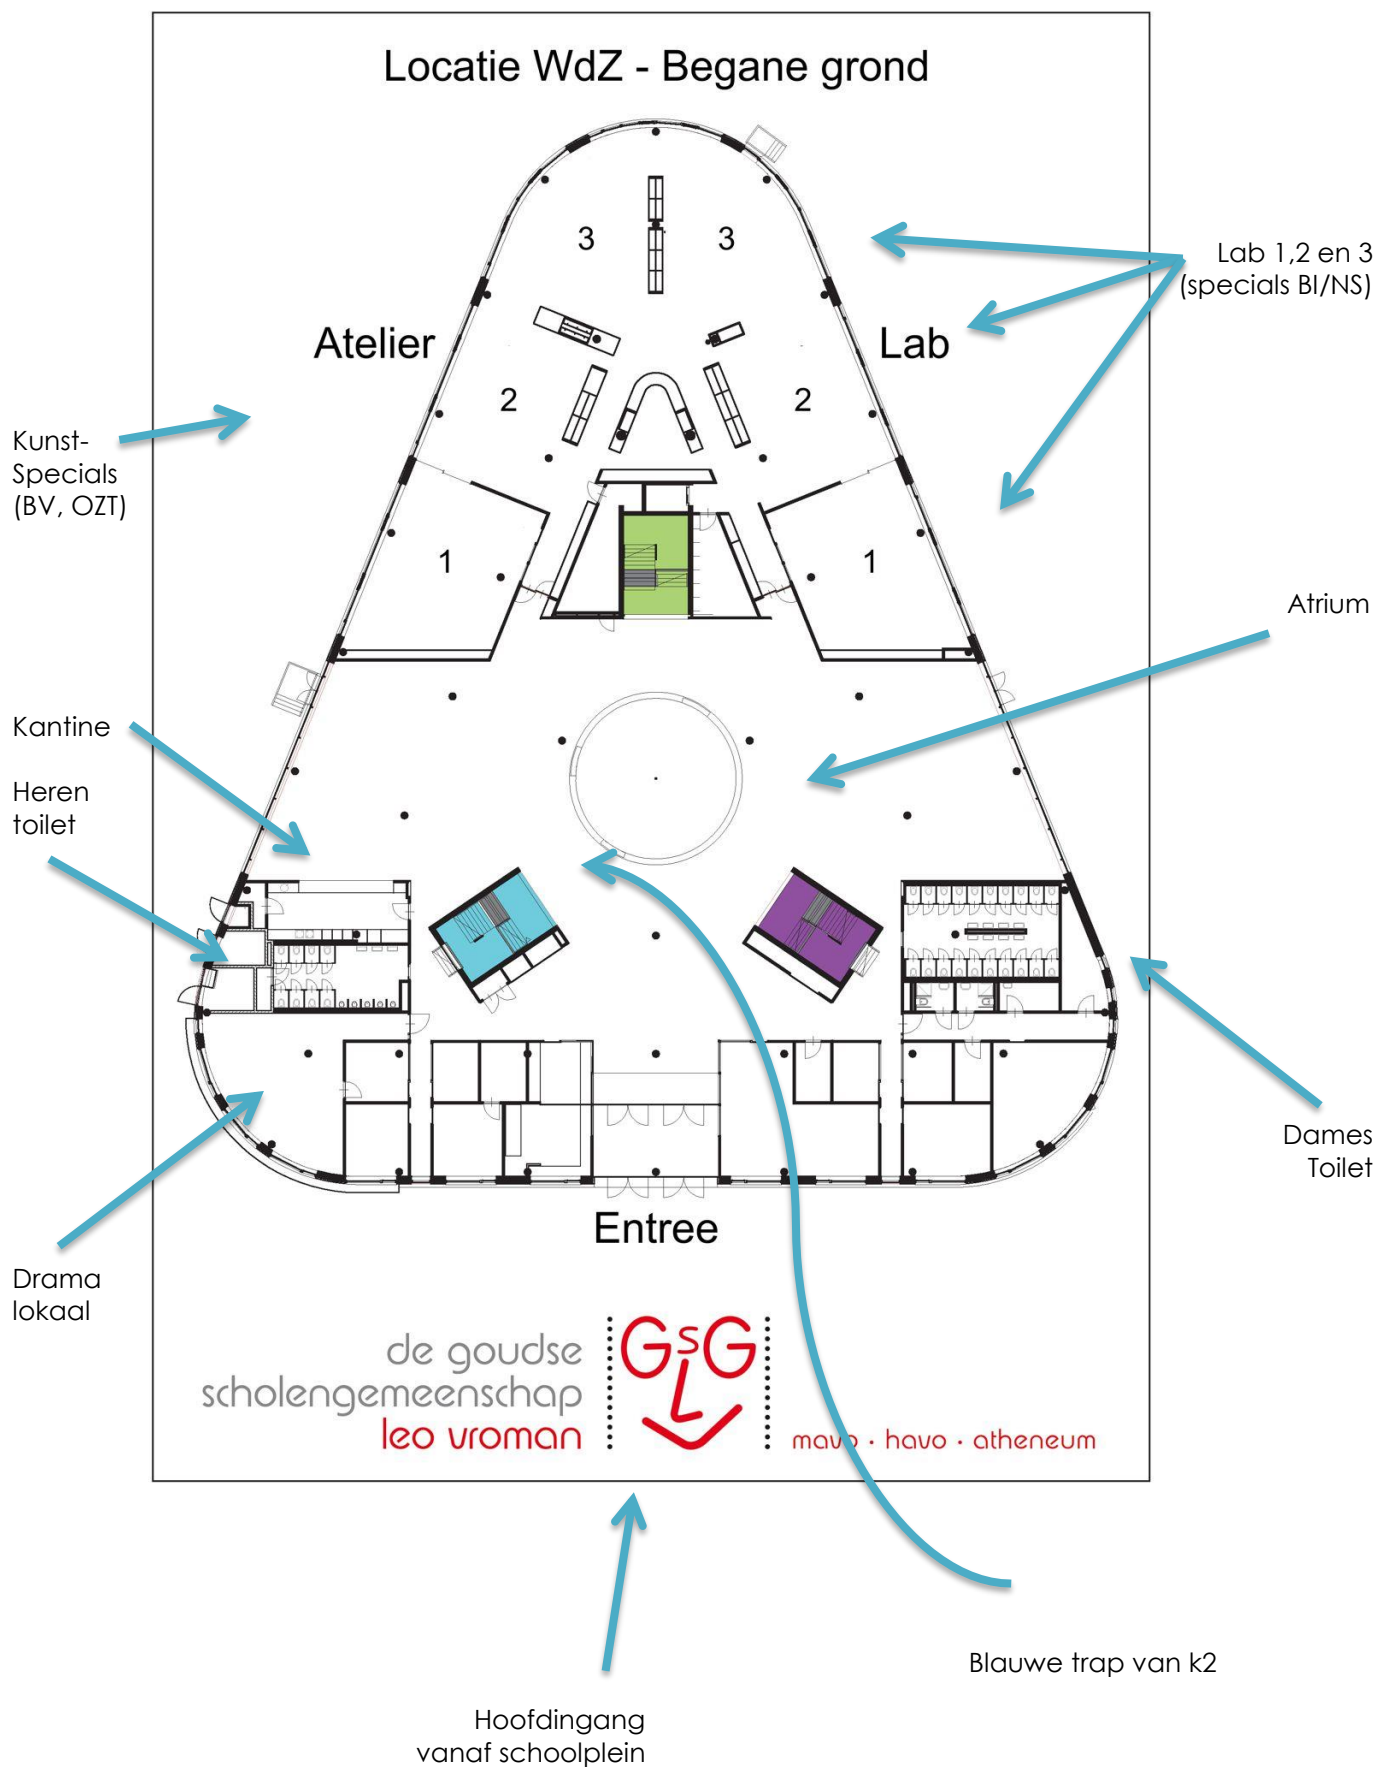 Locatie WdZ - Begane grond
3
3
Lab 1,2 en 3
(specials BI/NS)
Atelier
Lab
2
2
Kunst-
Specials
(BV, OZT)
1
1
Atrium
Kantine
Heren
toilet
Dames
Toilet
Entree
Drama
lokaal
de goudse
scholengemeenschap
leo vroman
GSG
L
mavo · havo · atheneum
Blauwe trap van k2
Hoofdingang
vanaf schoolplein